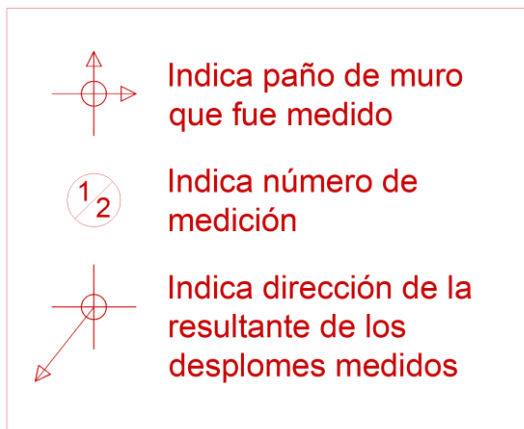 Indica paño de muro
que fue medido
1/2
Indica número de
medición
Indica dirección de la
resultante de los
desplomes medidos